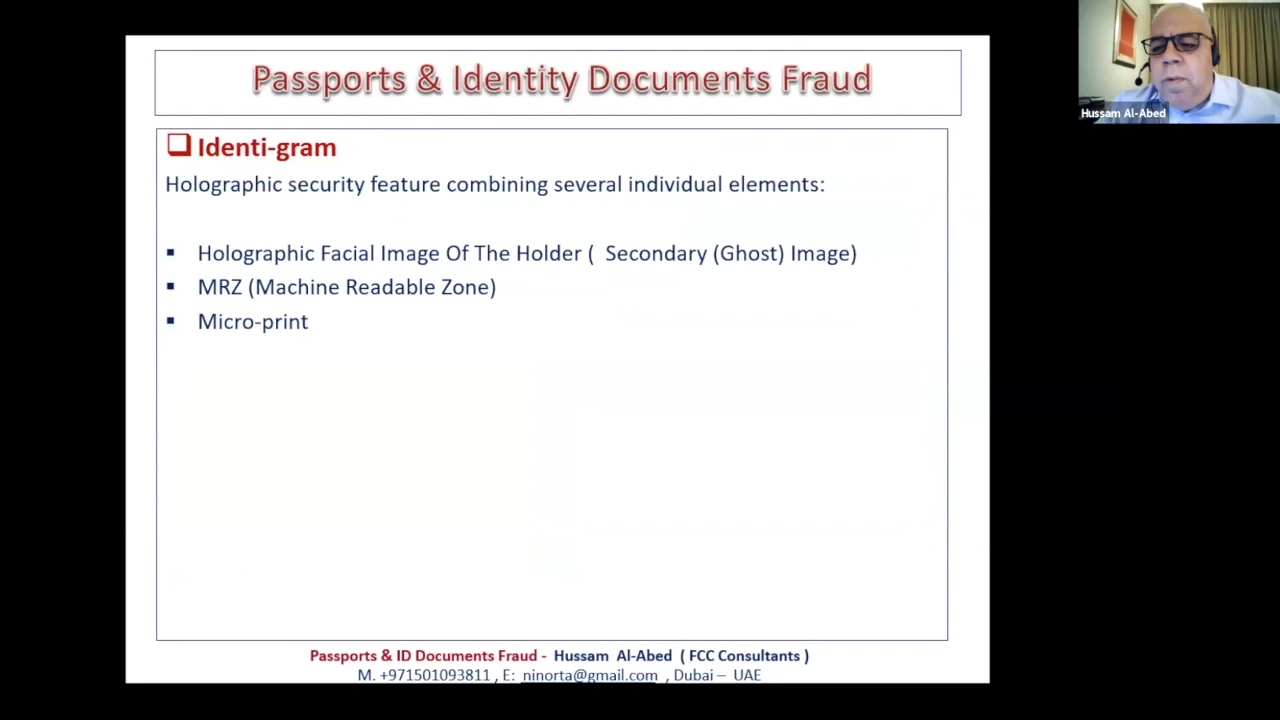 Passports & Identity Documents Fraud
Hussam Al-Abed
❑ Identi-gram
Holographic security feature combining several individual elements:
▪ Holographic Facial Image Of The Holder ( Secondary (Ghost) Image)
▪ MRZ (Machine Readable Zone)
▪ Micro-print
Passports & ID Documents Fraud - Hussam Al-Abed ( FCC Consultants )
M. +971501093811 , E: ninorta@gmail.com , Dubai – UAE